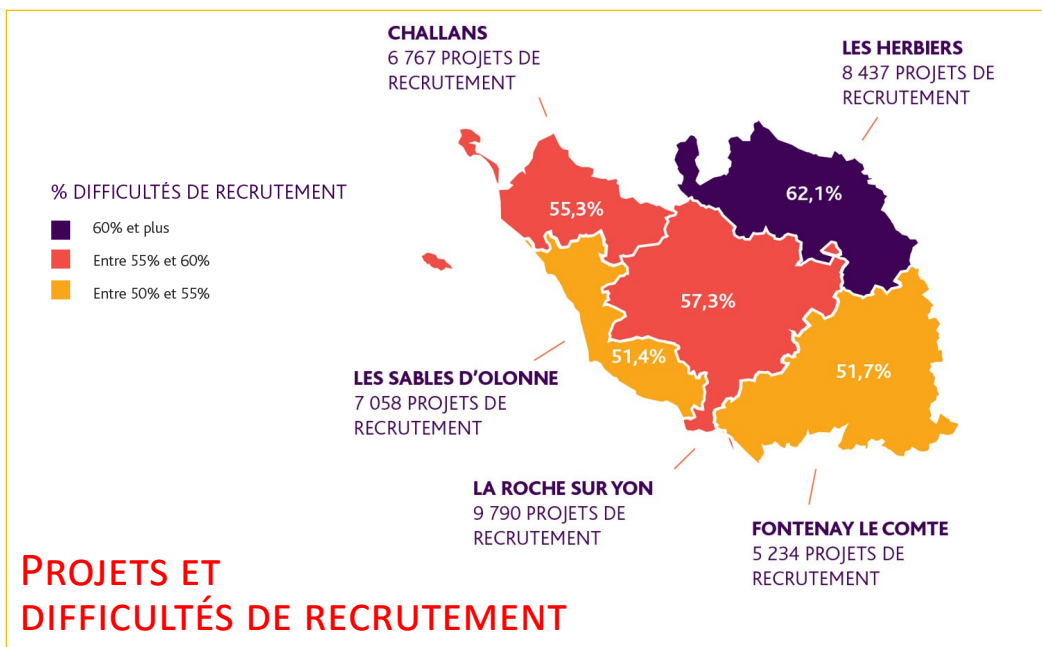 CHALLANS
6 767 PROJETS DE
RECRUTEMENT
LES HERBIERS
8 437 PROJETS DE
RECRUTEMENT
% DIFFICULTÉS DE RECRUTEMENT
60% et plus
Entre 55% et 60%
Entre 50% et 55%
55,3%
62,1%
57,3%
51,4%
51,7%
LES SABLES D'OLONNE
7 058 PROJETS DE
RECRUTEMENT
LA ROCHE SUR YON
9 790 PROJETS DE
RECRUTEMENT
FONTENAY LE COMTE
5 234 PROJETS DE
RECRUTEMENT
PROJETS ET
DIFFICULTÉS DE RECRUTEMENT